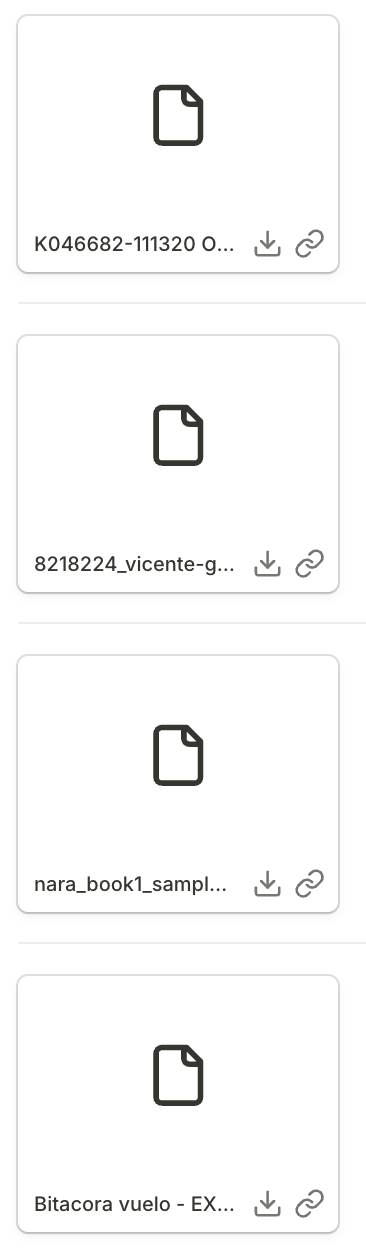 K046682-111320 O...
8218224_vicente-g...
nara_book1_sampl...
Bitacora vuelo - EX...